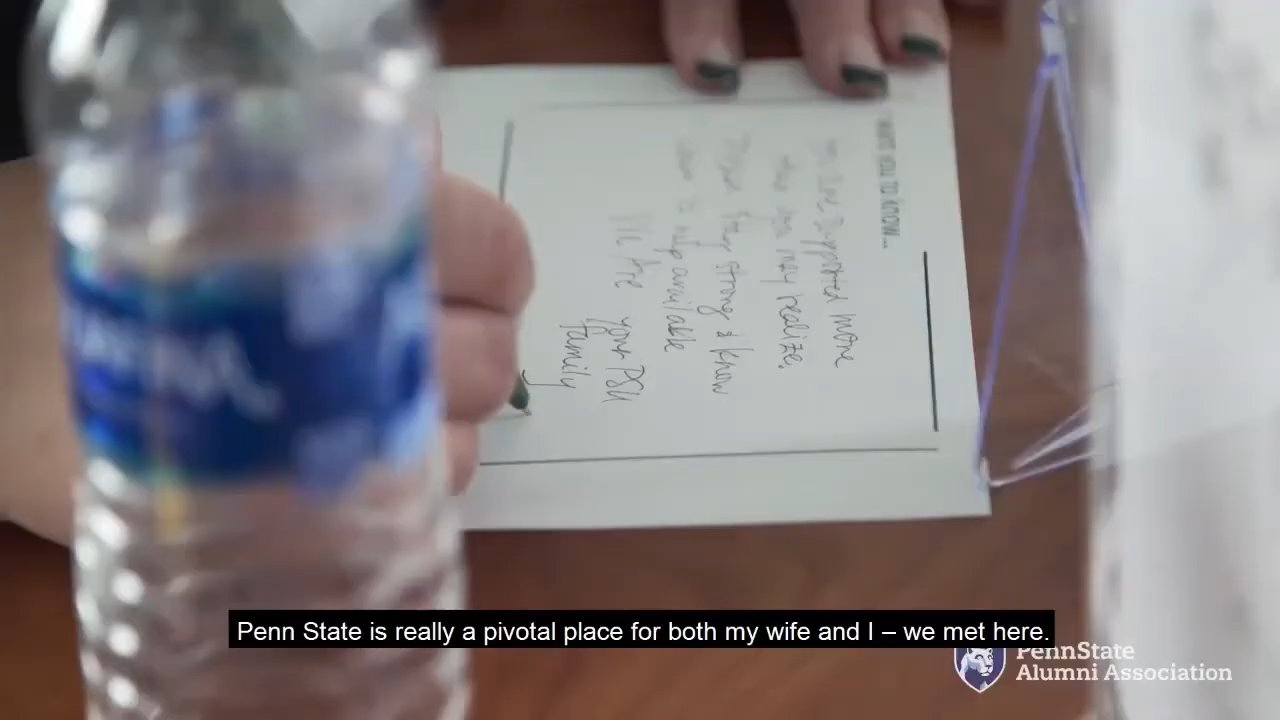 I WANT YOU TO KNOW...
You are supported more
than you may realize.
Please stay strong & know
there is help available
We Are your PSU
family
Penn State is really a pivotal place for both my wife and I – we met here.
PennState
Alumni Association